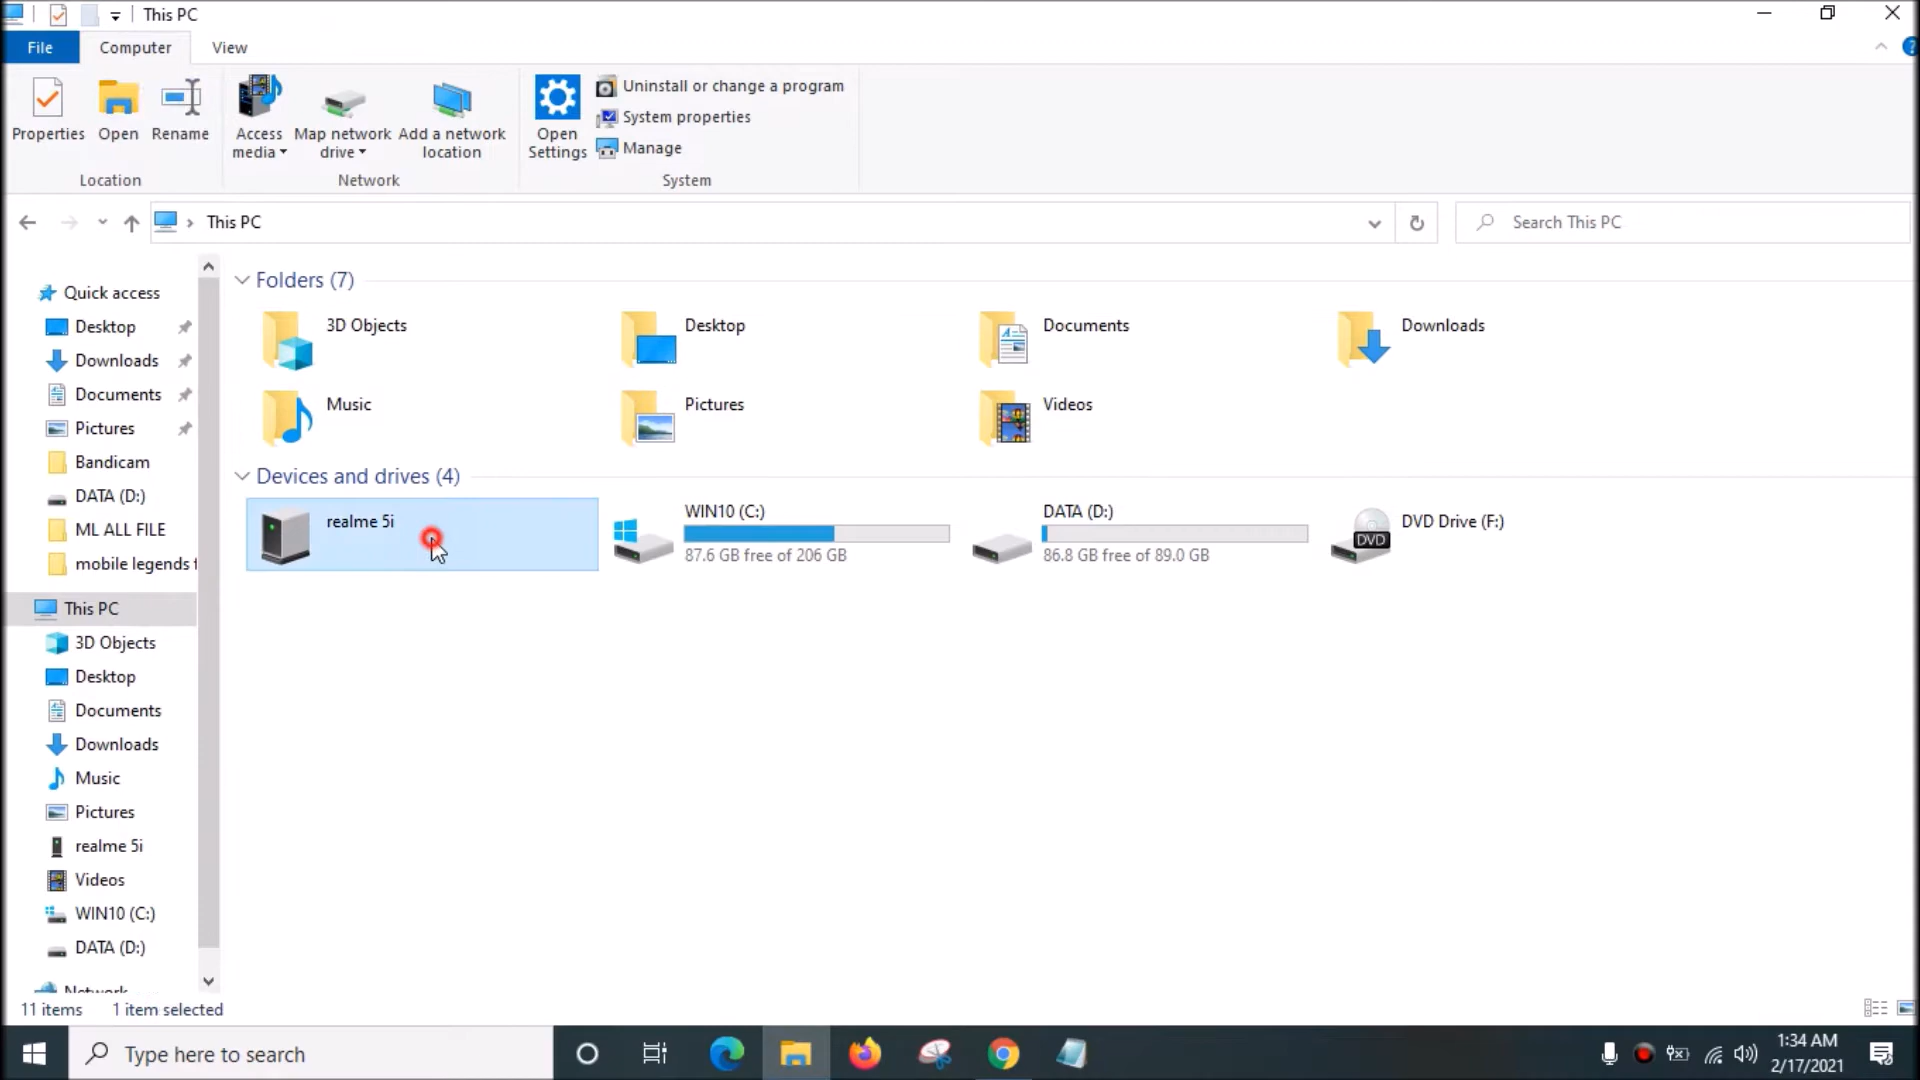 This PC
File
Computer
View
Properties
Open
Rename
Access
media
Map network
drive
Add a network
location
Open
Settings
Uninstall or change a program
System properties
Manage
Location
Network
System
This PC
Search This PC
Quick access
Desktop
Downloads
Documents
Pictures
Bandicam
DATA (D:)
ML ALL FILE
mobile legends
This PC
3D Objects
Desktop
Documents
Downloads
Music
Pictures
realme 5i
Videos
WIN10 (C:)
DATA (D:)
Network
Folders (7)
3D Objects
Desktop
Documents
Downloads
Music
Pictures
Videos
Devices and drives (4)
realme 5i
WIN10 (C:)
87.6 GB free of 206 GB
DATA (D:)
86.8 GB free of 89.0 GB
DVD Drive (F:)
DVD
11 items
1 item selected
Type here to search
1:34 AM
2/17/2021